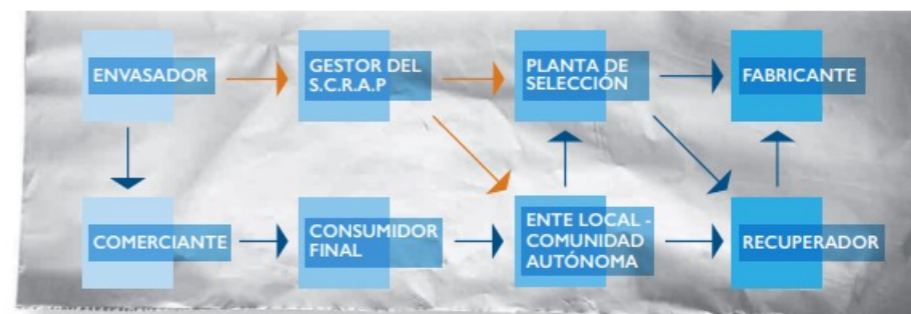 ENVASADOR
GESTOR DEL
S.C.R.A.P
PLANTA DE
SELECCIÓN
FABRICANTE
COMERCIANTE
CONSUMIDOR
FINAL
ENTE LOCAL -
COMUNIDAD
AUTÓNOMA
RECUPERADOR